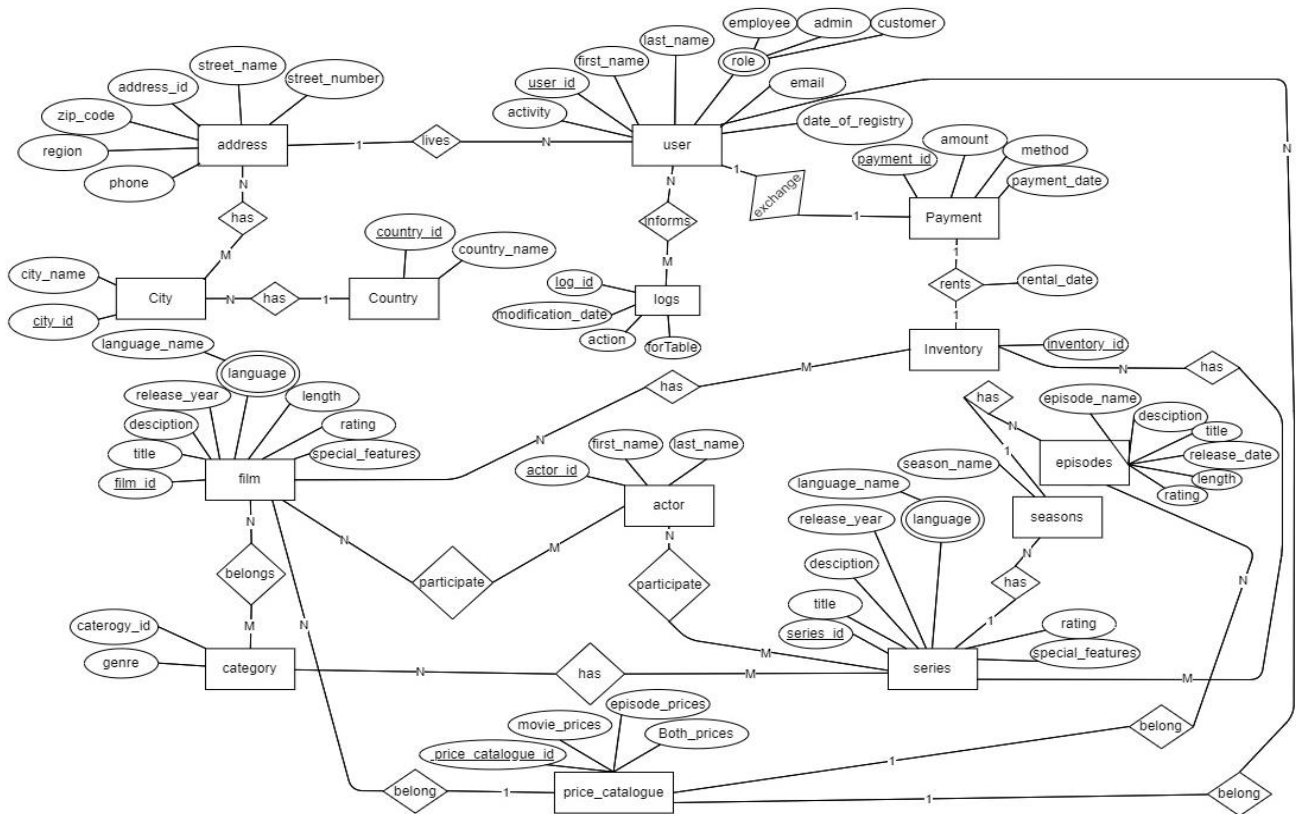 employee
admin
customer
last_name
role
street_name
first_name
address_id
street_number
user_id
email
zip_code
activity
date_of_registry
region
address
1
lives
N
user
amount
phone
payment_id
method
payment_date
N
N
1
exchange
N
has
informs
1
Payment
country_id
M
M
1
city_name
country_name
log_id
rents
rental_date
City
N
has
1
Country
modification_date
logs
city_id
action
forTable
1
language_name
Inventory
inventory_id
language
M
N
has
release_year
length
has
has
episode_name
desciption
desciption
rating
first_name
last_name
N
title
title
special_features
N
1
episodes
release_date
film_id
film
actor_id
season_name
length
language_name
rating
actor
release_year
language
seasons
N
N
M
N
N
belongs
participate
participate
desciption
has
N
M
title
1
rating
caterogy_id
series_id
special_features
N
M
genre
category
N
has
M
series
M
episode_prices
movie_prices
Both_prices
belong
price_catalogue_id
1
belong
1
price_catalogue
1
belong